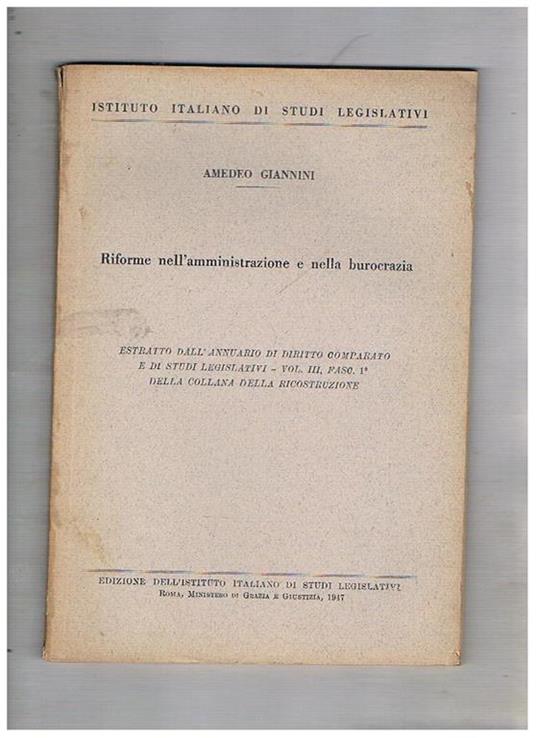 ISTITUTO ITALIANO DI STUDI LEGISLATIVI
AMEDEO GIANNINI
Riforme nell'amministrazione e nella burocrazia
ESTRATTO DALL'ANNUARIO DI DIRITTO COMPARATO
E DI STUDI LEGISLATIVI - VOL. III, FASC. 1°
DELLA COLLANA DELLA RICOSTRUZIONE
EDIZIONE DELL'ISTITUTO ITALIANO DI STUDI LEGISLATIVI
ROMA, MINISTERO DI GRAZIA E GIUSTIZIA, 1947